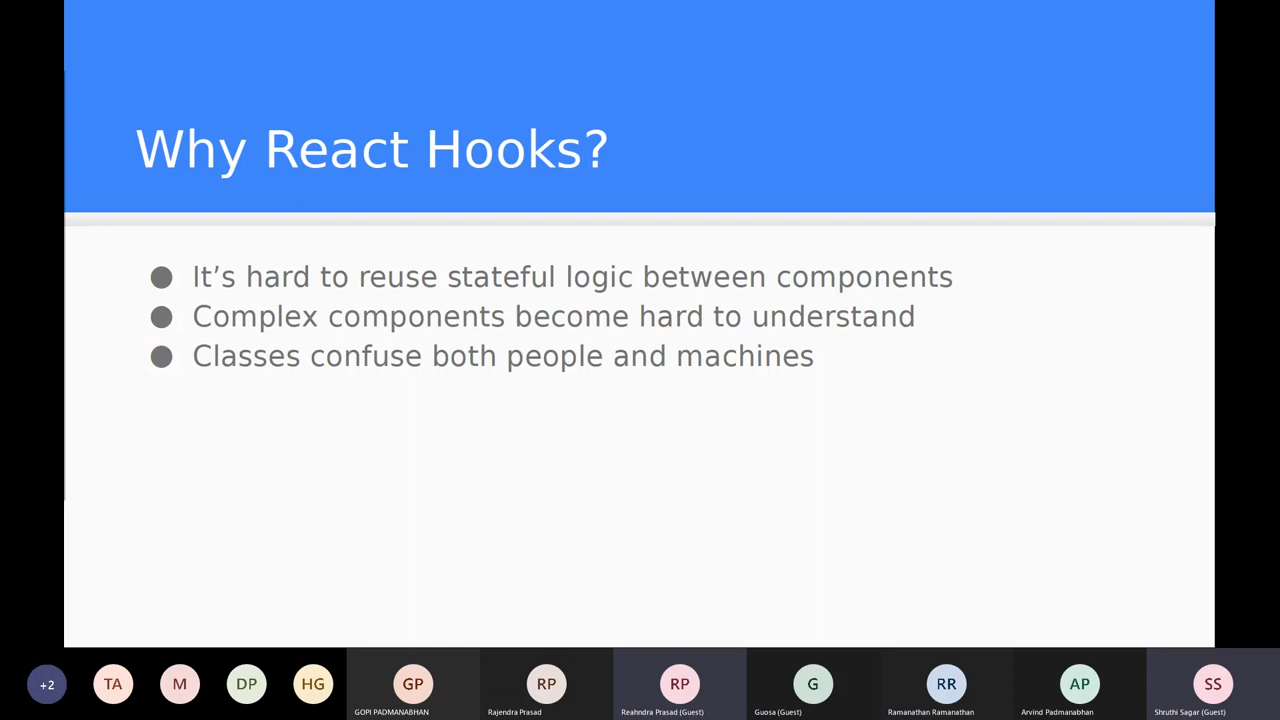 Why React Hooks?
● It’s hard to reuse stateful logic between components
● Complex components become hard to understand
● Classes confuse both people and machines
+2 TA M DP HG GP RP RP G RR AP SS
GOPI PADMANABHAN Rajendra Prasad Reahndra Prasad (Guest) Guosa (Guest) Ramanathan Ramanathan Arvind Padmanabhan Shruthi Sagar (Guest)